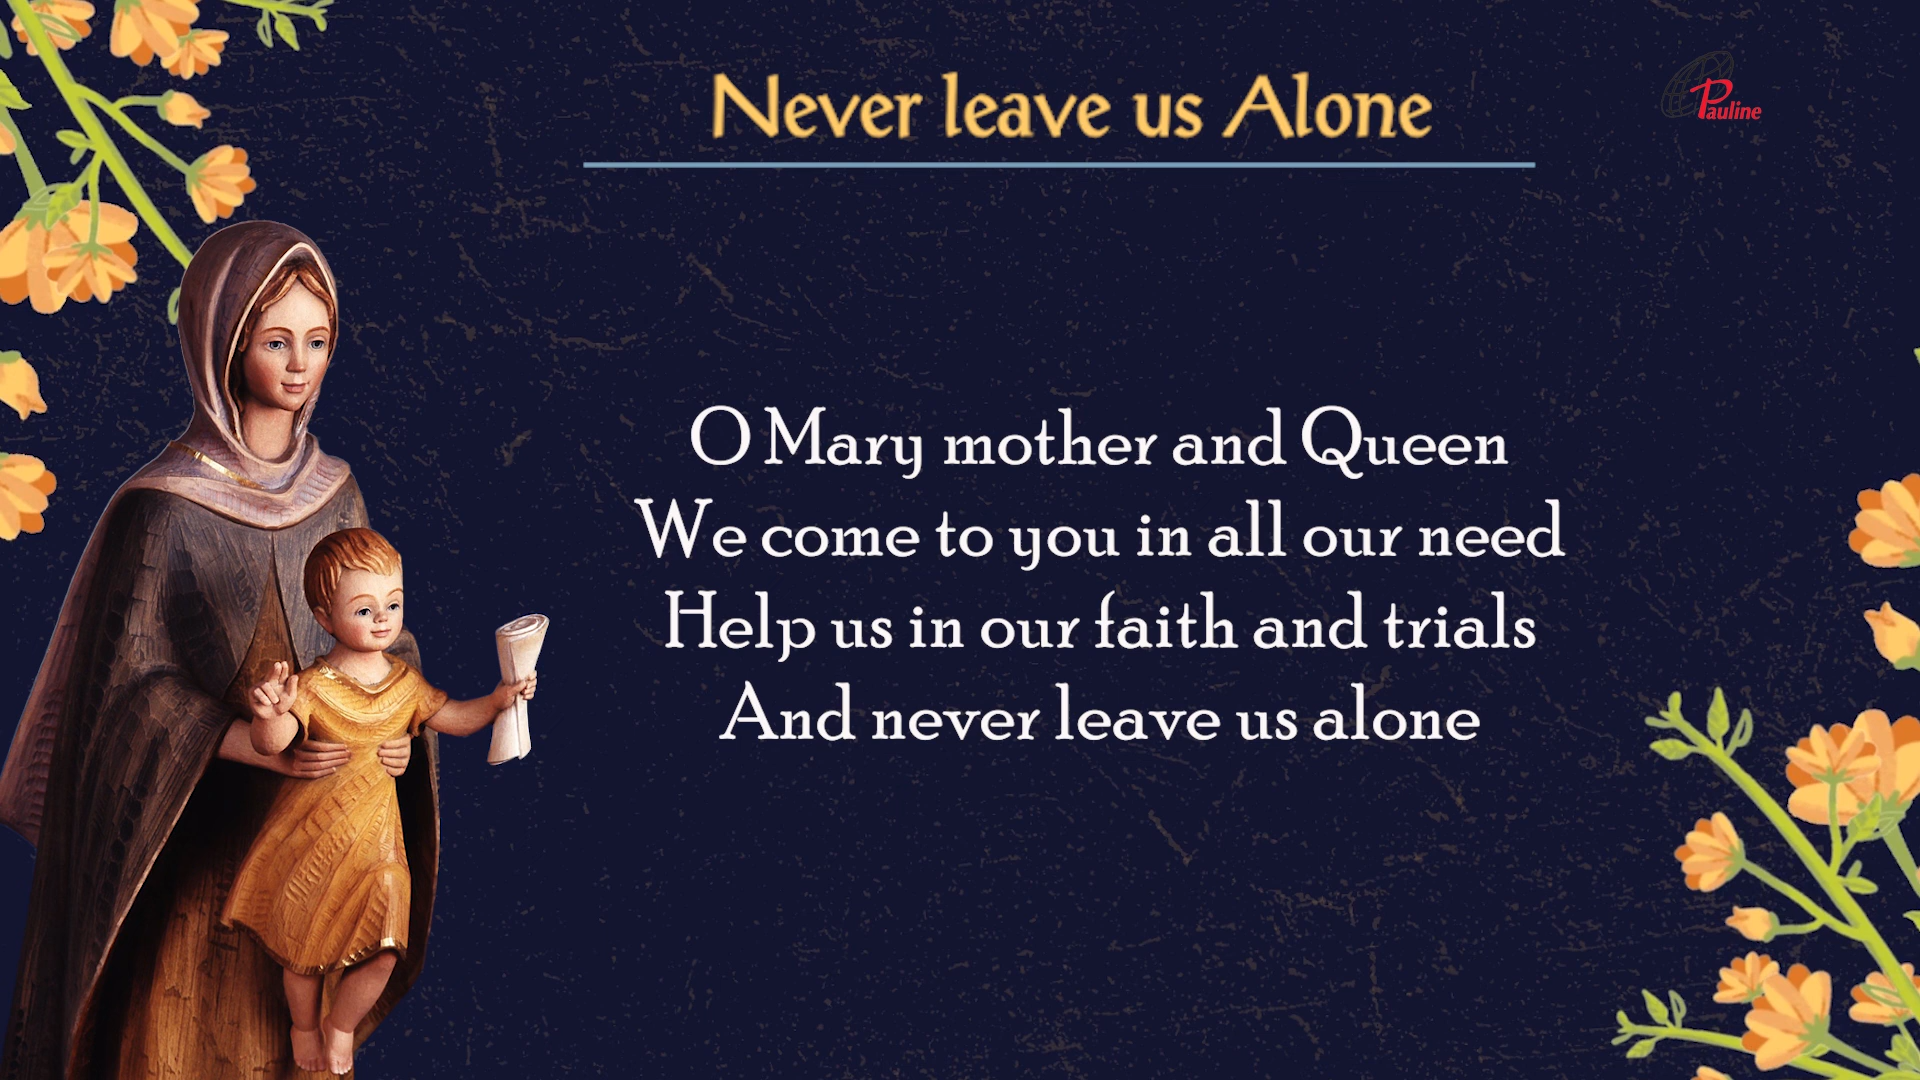 Never leave us Alone
Pauline
O Mary mother and Queen
We come to you in all our need
Help us in our faith and trials
And never leave us alone